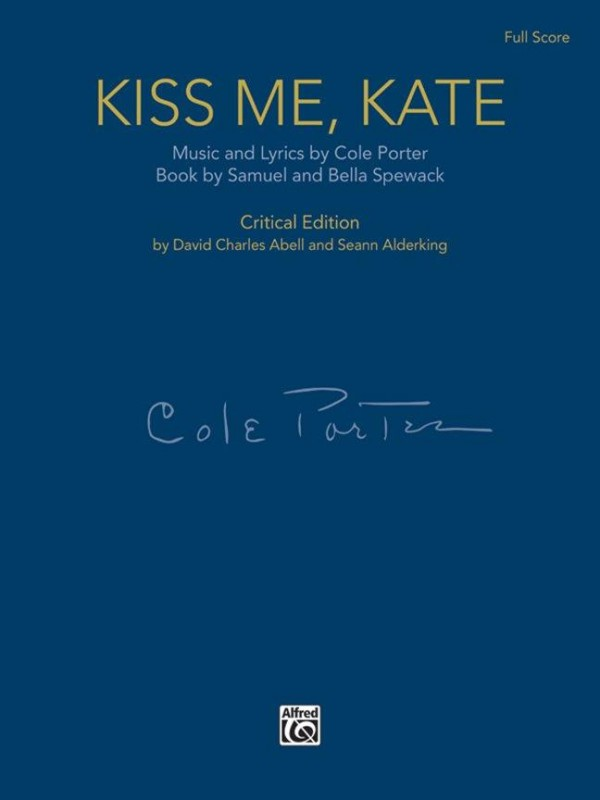 Full Score
KISS ME, KATE
Music and Lyrics by Cole Porter
Book by Samuel and Bella Spewack
Critical Edition
by David Charles Abell and Seann Alderking
Cole Porter
Alfred